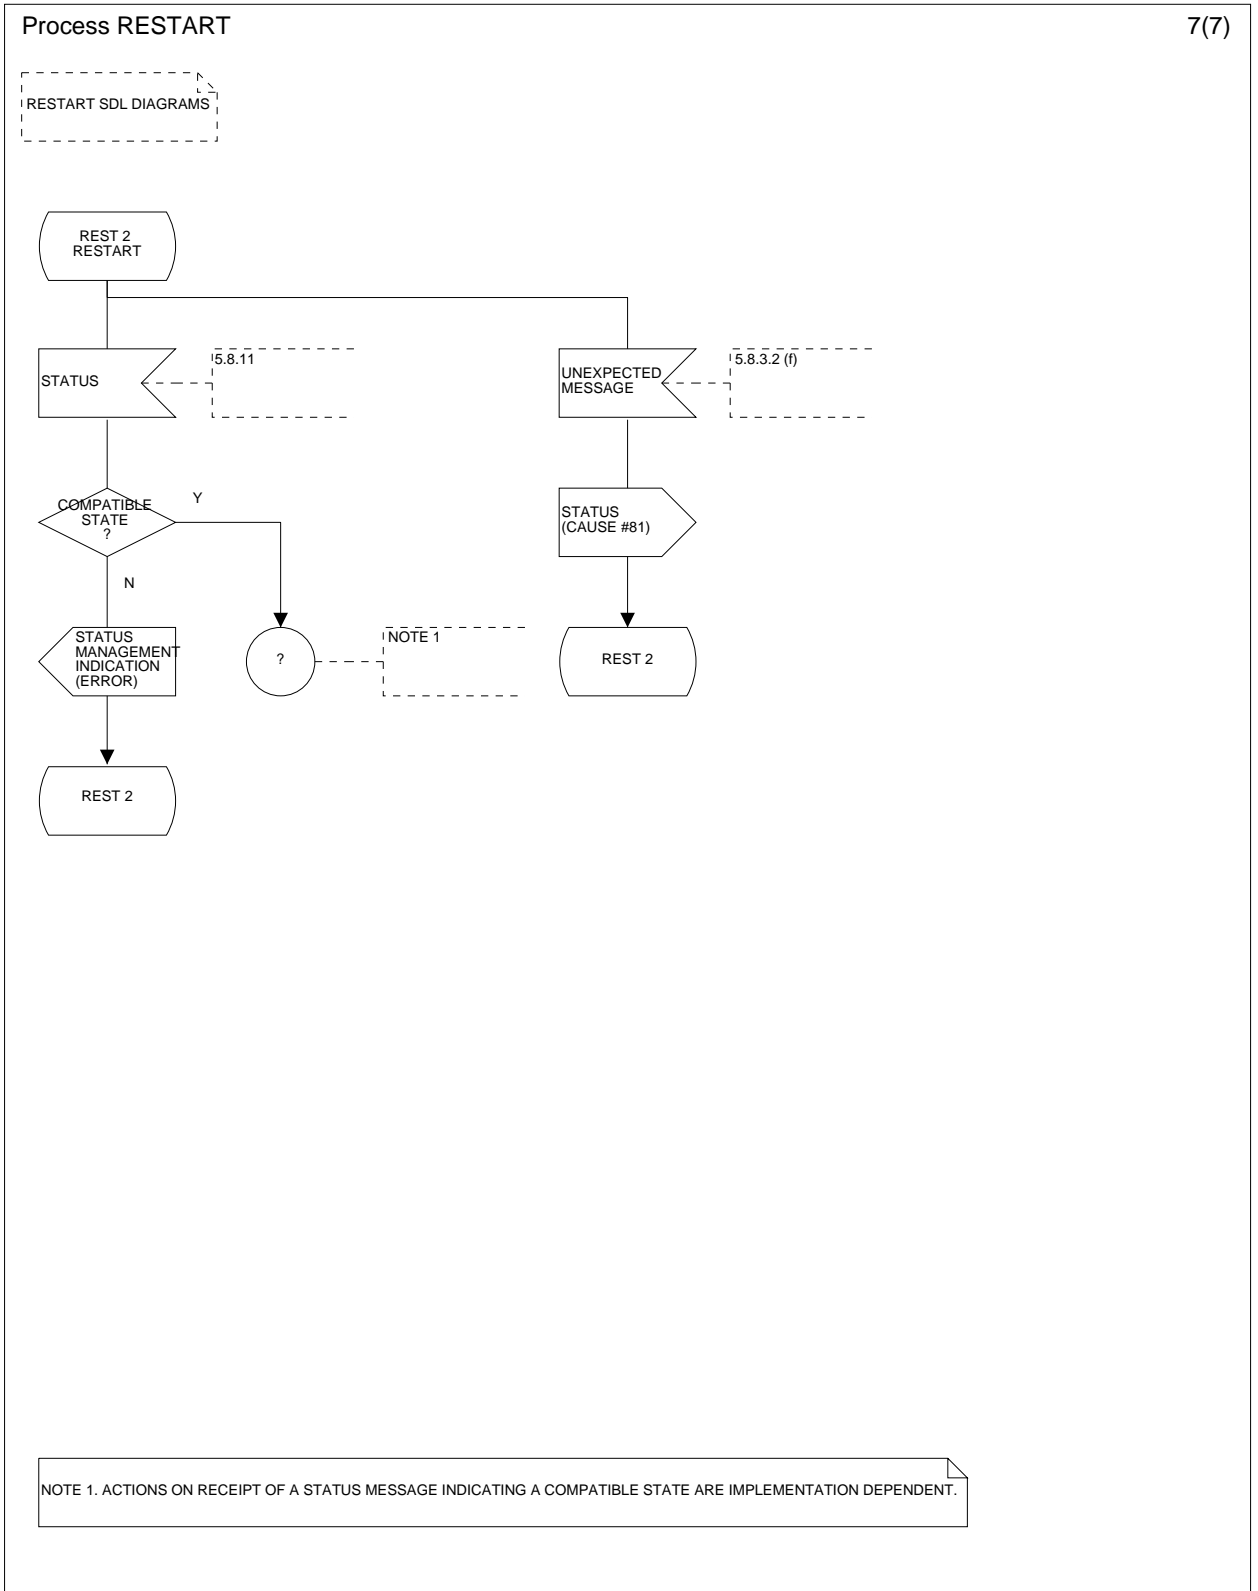 Process RESTART
7(7)
RESTART SDL DIAGRAMS
REST 2
RESTART
STATUS
5.8.11
UNEXPECTED
MESSAGE
5.8.3.2 (f)
COMPATIBLE
STATE
?
Y
N
STATUS
(CAUSE #81)
STATUS
MANAGEMENT
INDICATION
(ERROR)
?
NOTE 1
REST 2
REST 2
NOTE 1. ACTIONS ON RECEIPT OF A STATUS MESSAGE INDICATING A COMPATIBLE STATE ARE IMPLEMENTATION DEPENDENT.